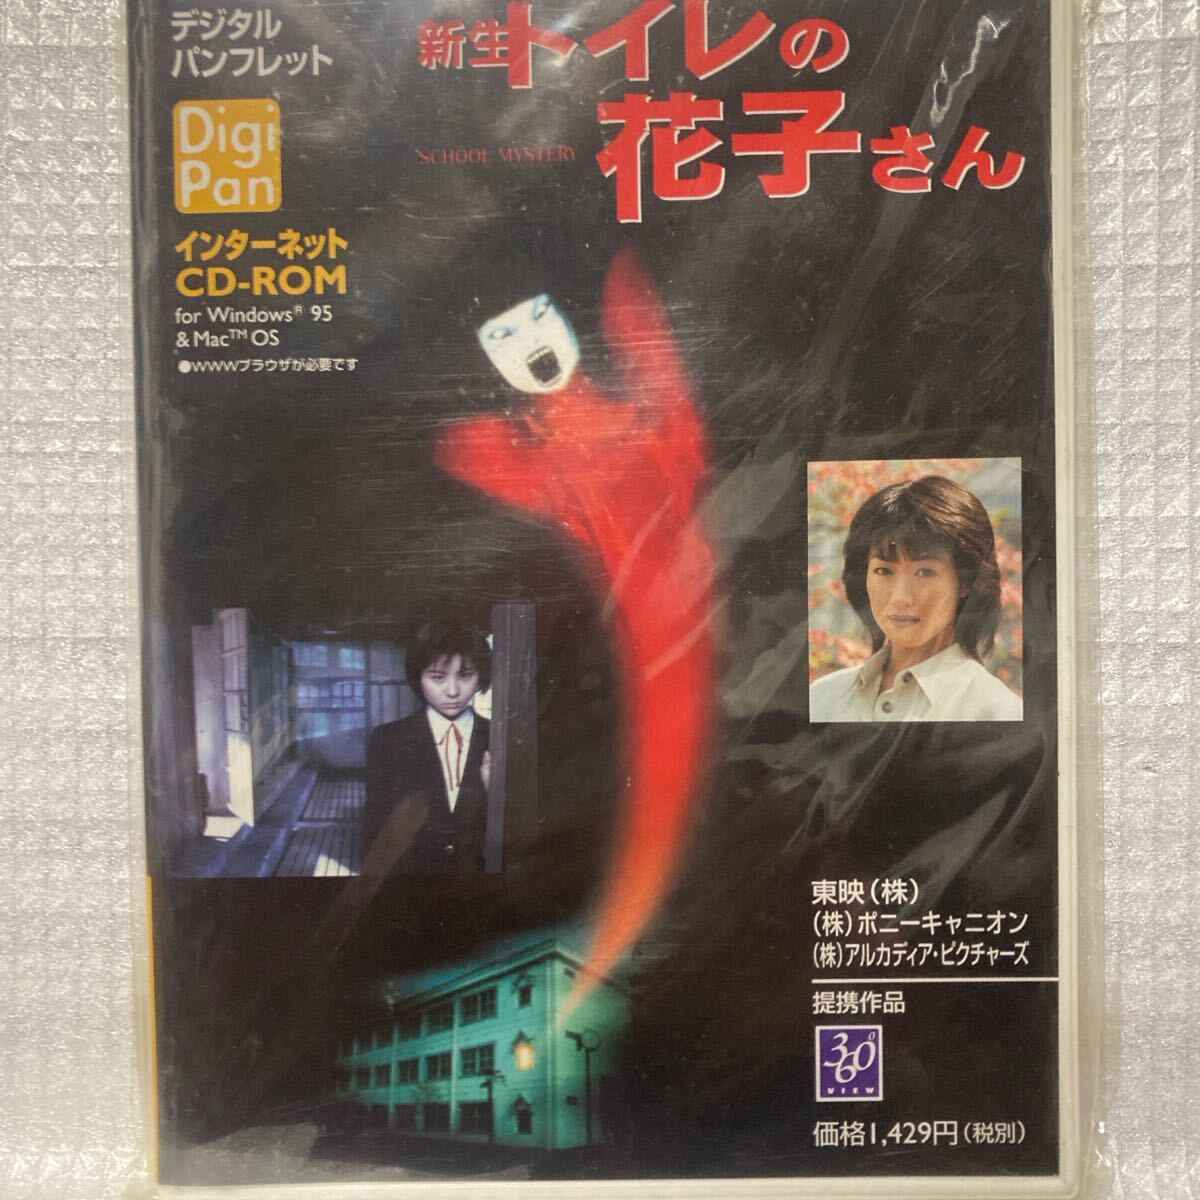 デジタル
パンフレット
Digi
Pan
インターネット
CD-ROM
for Windows® 95
& Mac™ OS
●WWWブラウザが必要です
新生トイレの
花子さん
SCHOOL MYSTERY
東映(株)
(株)ポニーキャニオン
(株)アルカディア・ピクチャーズ
提携作品
360°
VIEW
価格1,429円(税別)